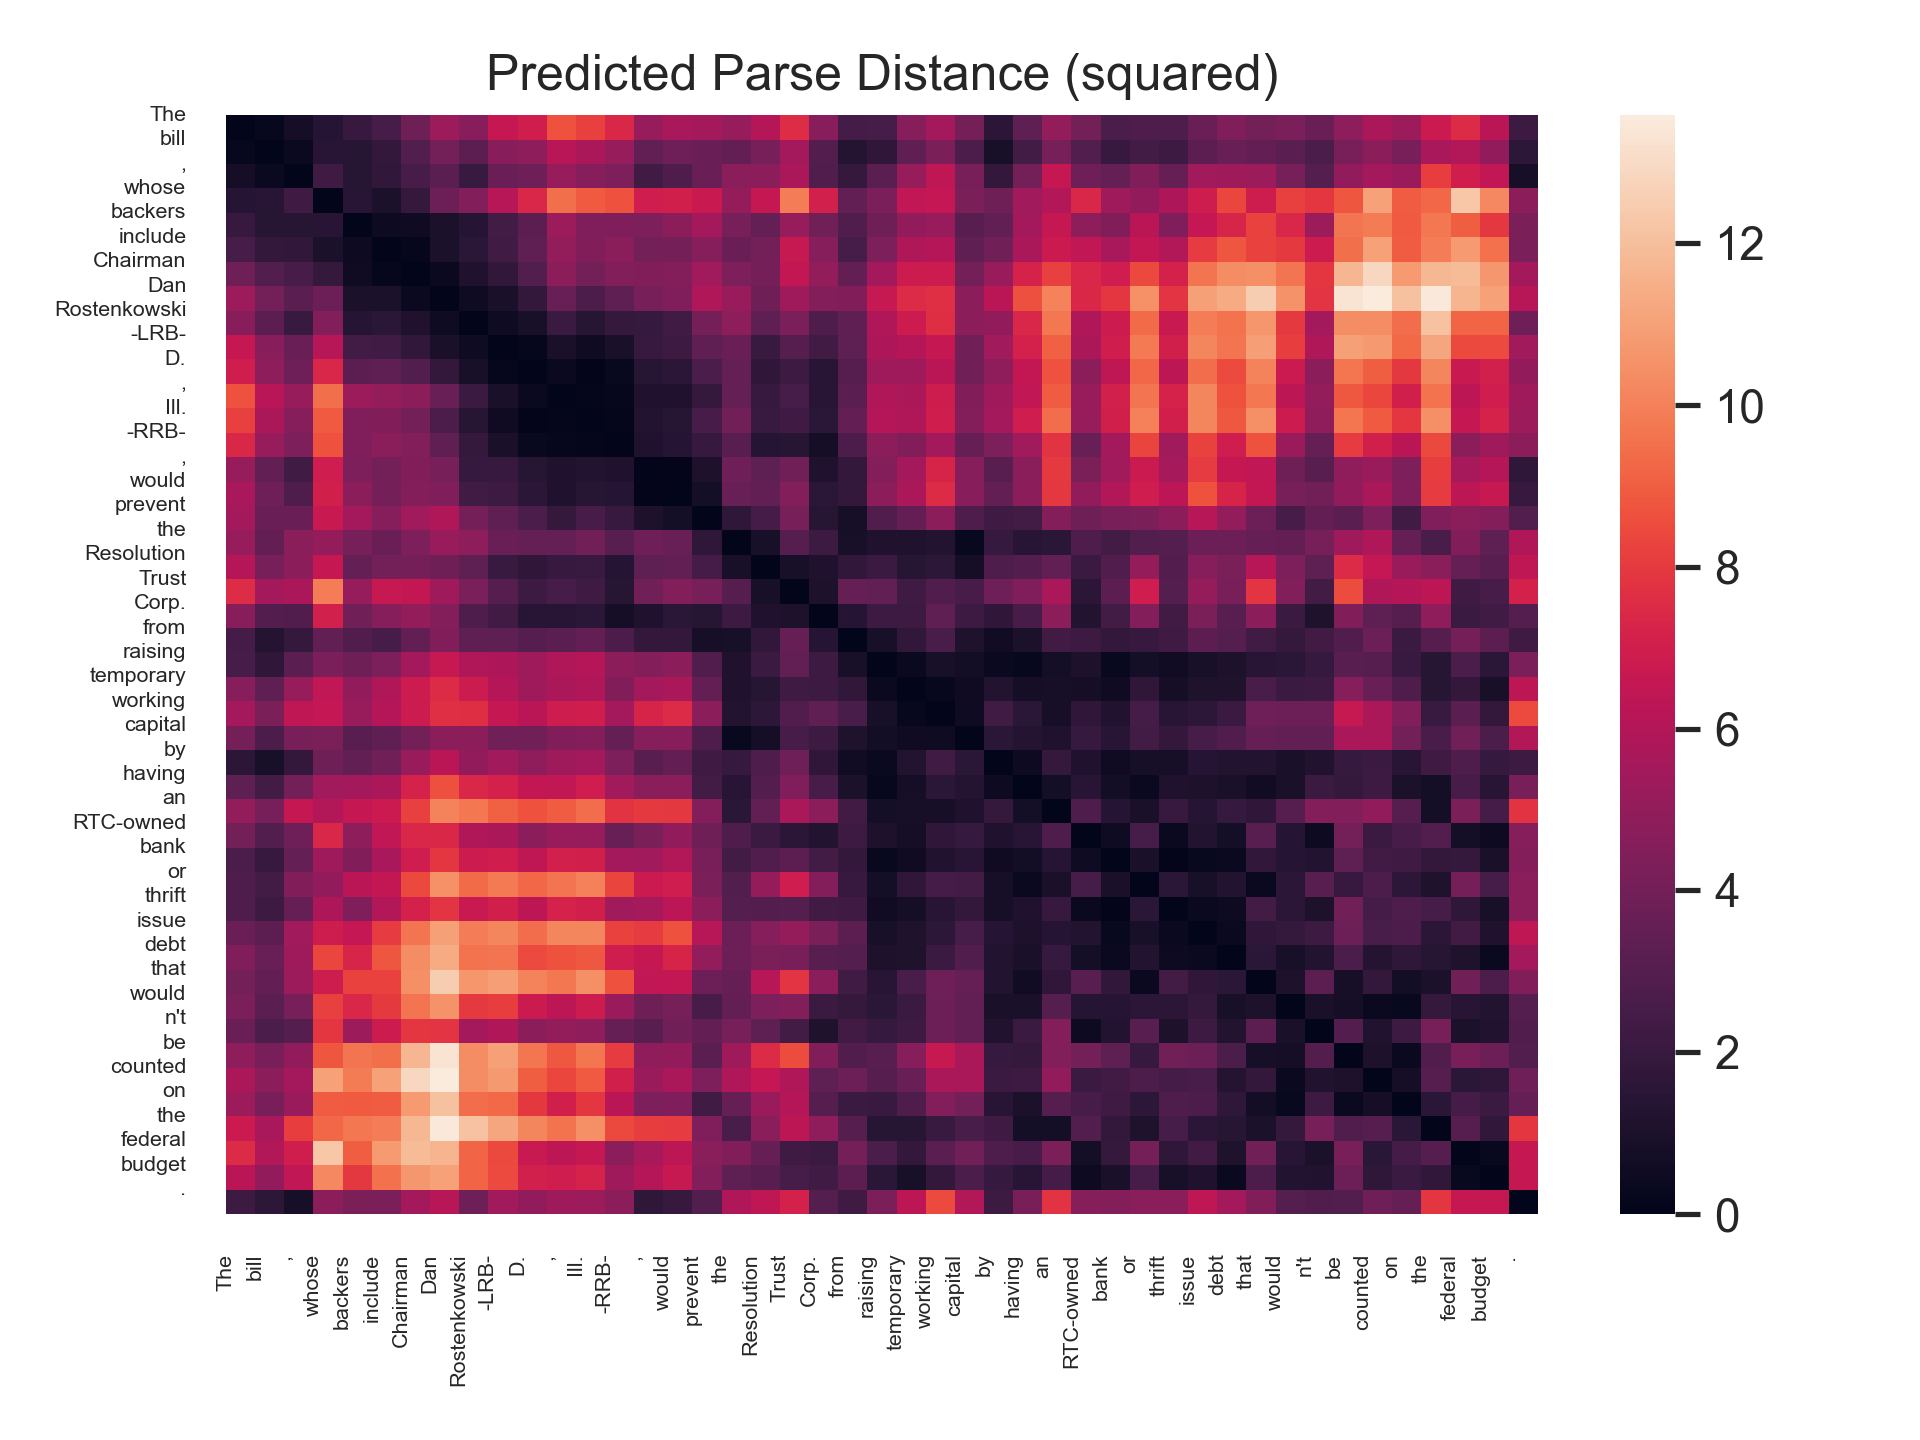 Predicted Parse Distance (squared)
The
bill
,
whose
backers
include
Chairman
Dan
Rostenkowski
-LRB-
D.
,
Ill.
-RRB-
,
would
prevent
the
Resolution
Trust
Corp.
from
raising
temporary
working
capital
by
having
an
RTC-owned
bank
or
thrift
issue
debt
that
would
n't
be
counted
on
the
federal
budget
.
12
10
8
6
4
2
0
The
bill
,
whose
backers
include
Chairman
Dan
Rostenkowski
-LRB-
D.
,
Ill.
-RRB-
,
would
prevent
the
Resolution
Trust
Corp.
from
raising
temporary
working
capital
by
having
an
RTC-owned
bank
or
thrift
issue
debt
that
would
n't
be
counted
on
the
federal
budget
.